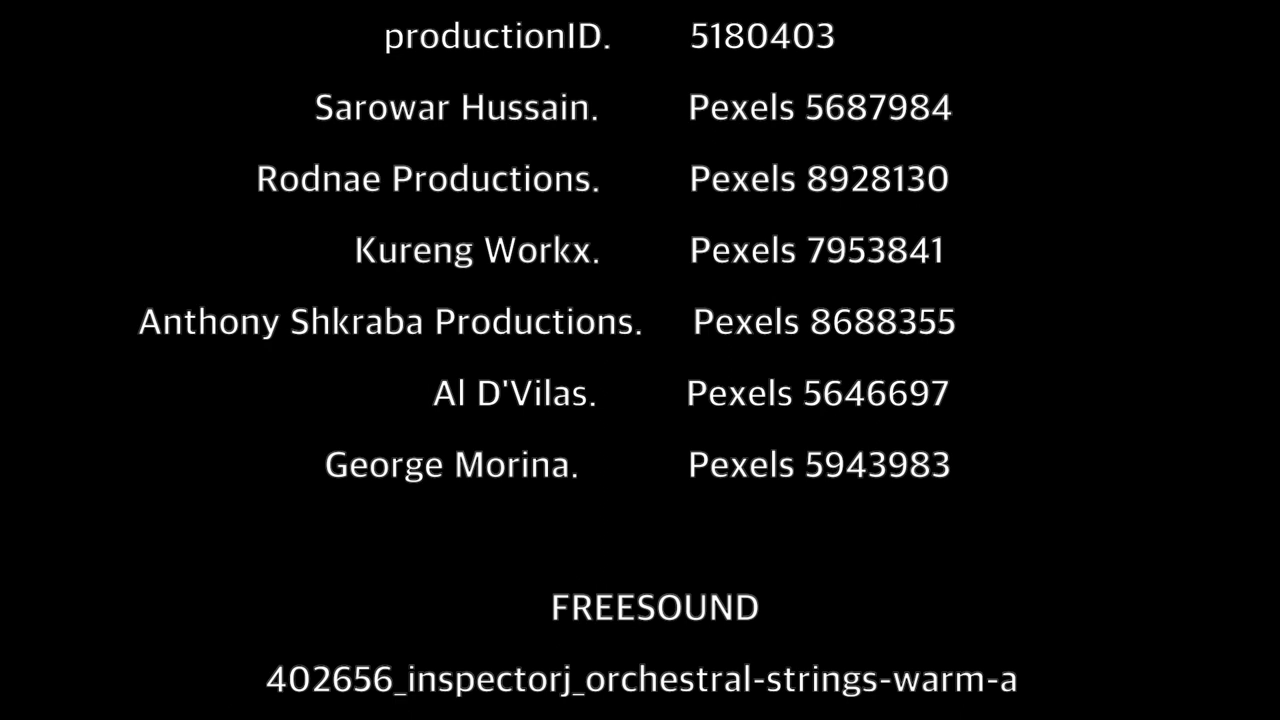 productionID. 5180403
Sarowar Hussain. Pexels 5687984
Rodnae Productions. Pexels 8928130
Kureng Workx. Pexels 7953841
Anthony Shkraba Productions. Pexels 8688355
Al D'Vilas. Pexels 5646697
George Morina. Pexels 5943983
FREESOUND
402656_inspectorj_orchestral-strings-warm-a